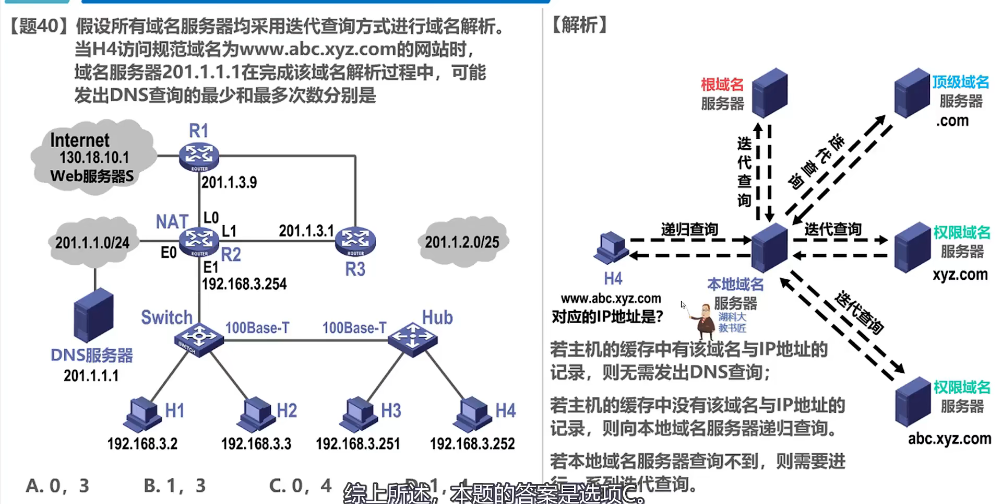 【题40】假设所有域名服务器均采用迭代查询方式进行域名解析。
当H4访问规范域名为www.abc.xyz.com的网站时，
域名服务器201.1.1.1在完成该域名解析过程中，可能
发出DNS查询的最少和最多次数分别是
Internet
130.18.10.1
Web服务器S
R1
ROUTER
201.1.3.9
NAT
L0
L1
201.1.1.0/24
E0
ROUTER
R2
201.1.3.1
ROUTER
R3
201.1.2.0/25
E1
192.168.3.254
DNS服务器
201.1.1.1
Switch
SWITCH
100Base-T
100Base-T
Hub
H1
H2
H3
H4
192.168.3.2
192.168.3.3
192.168.3.251
192.168.3.252
A. 0，3
B. 1，3
C. 0，4
【解析】
根域名
服务器
顶级域名
服务器
.com
迭代查询
迭代查询
递归查询
迭代查询
权限域名
服务器
xyz.com
H4
www.abc.xyz.com
对应的IP地址是？
本地域名
服务器
湖科大
教书匠
迭代查询
权限域名
服务器
abc.xyz.com
若主机的缓存中有该域名与IP地址的
记录，则无需发出DNS查询；
若主机的缓存中没有该域名与IP地址的
记录，则向本地域名服务器递归查询。
若本地域名服务器查询不到，则需要进
行一系列迭代查询。
综上所述，本题的答案是选项C。